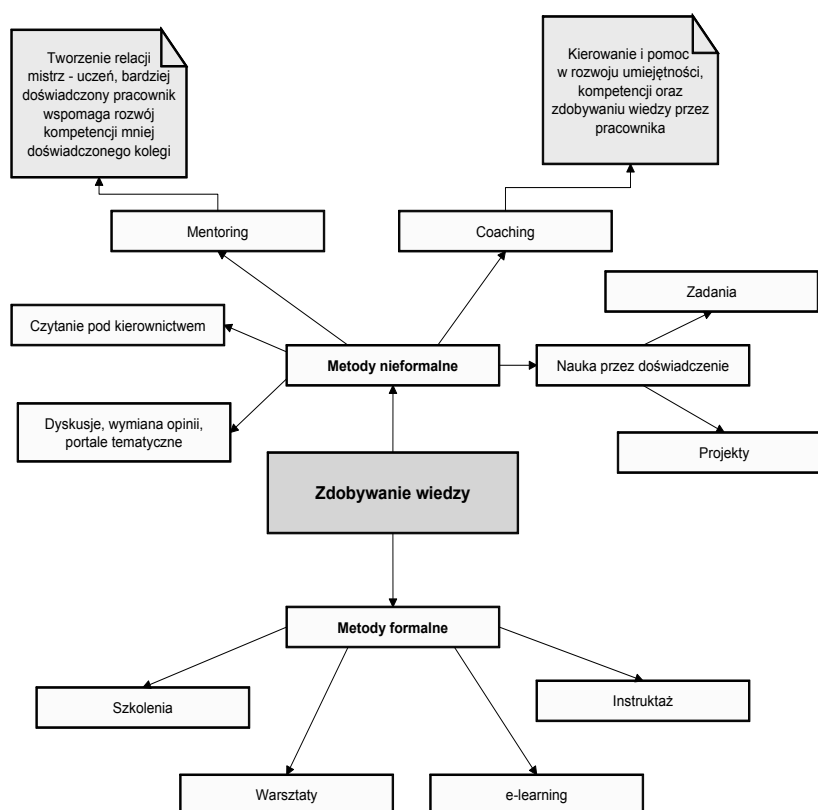 Tworzenie relacji
mistrz - uczeń, bardziej
doświadczony pracownik
wspomaga rozwój
kompetencji mniej
doświadczonego kolegi
Kierowanie i pomoc
w rozwoju umiejętności,
kompetencji oraz
zdobywaniu wiedzy przez
pracownika
Mentoring
Coaching
Zadania
Czytanie pod kierownictwem
Metody nieformalne
Nauka przez doświadczenie
Dyskusje, wymiana opinii,
portale tematyczne
Projekty
Zdobywanie wiedzy
Metody formalne
Szkolenia
Instruktaż
Warsztaty
e-learning